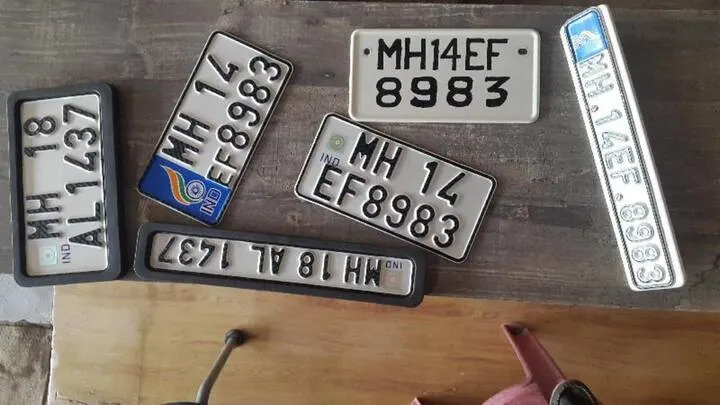 MH 18
AL 1437
IND
MH 14
EF8983
IND
MH14EF
8983
IND
MH 14
EF8983
MH.14EF.8983
IND
MH 18 AL 1437